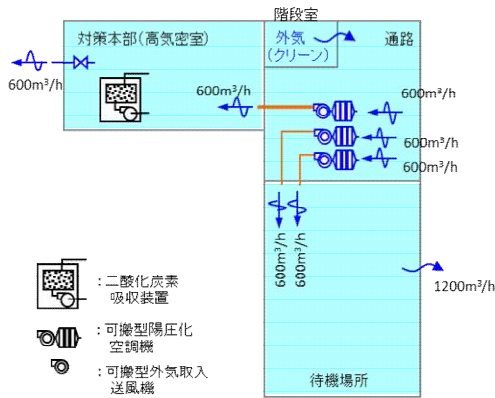 階段室
対策本部(高気密室)
外気
(クリーン)
通路
600m³/h
600m³/h
600m³/h
600m³/h
600m³/h
600m³/h
600m³/h
1200m³/h
:二酸化炭素
吸収装置
:可搬型陽圧化
空調機
:可搬型外気取入
送風機
待機場所